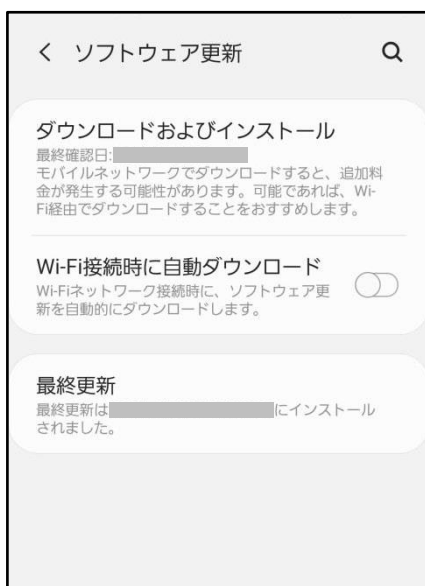 ソフトウェア更新
ダウンロードおよびインストール
最終確認日:
モバイルネットワークでダウンロードすると、追加料
金が発生する可能性があります。可能であれば、Wi-
Fi経由でダウンロードすることをおすすめします。
Wi-Fi接続時に自動ダウンロード
Wi-Fiネットワーク接続時に、ソフトウェア更
新を自動的にダウンロードします。
最終更新
最終更新は にインストール
されました。